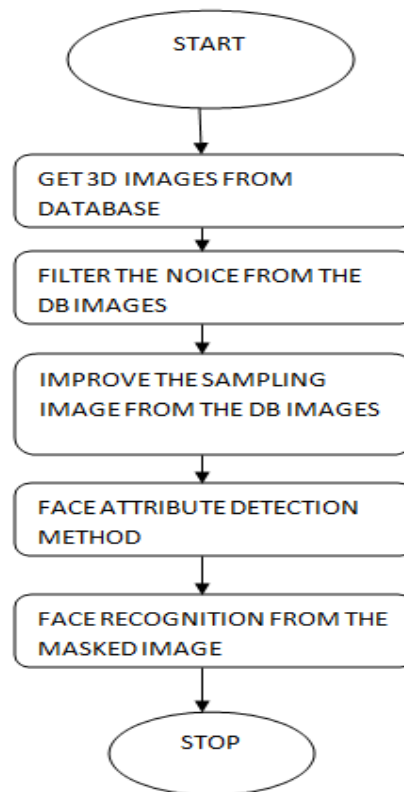 START
GET 3D IMAGES FROM
DATABASE
FILTER THE NOICE FROM THE
DB IMAGES
IMPROVE THE SAMPLING
IMAGE FROM THE DB IMAGES
FACE ATTRIBUTE DETECTION
METHOD
FACE RECOGNITION FROM THE
MASKED IMAGE
STOP